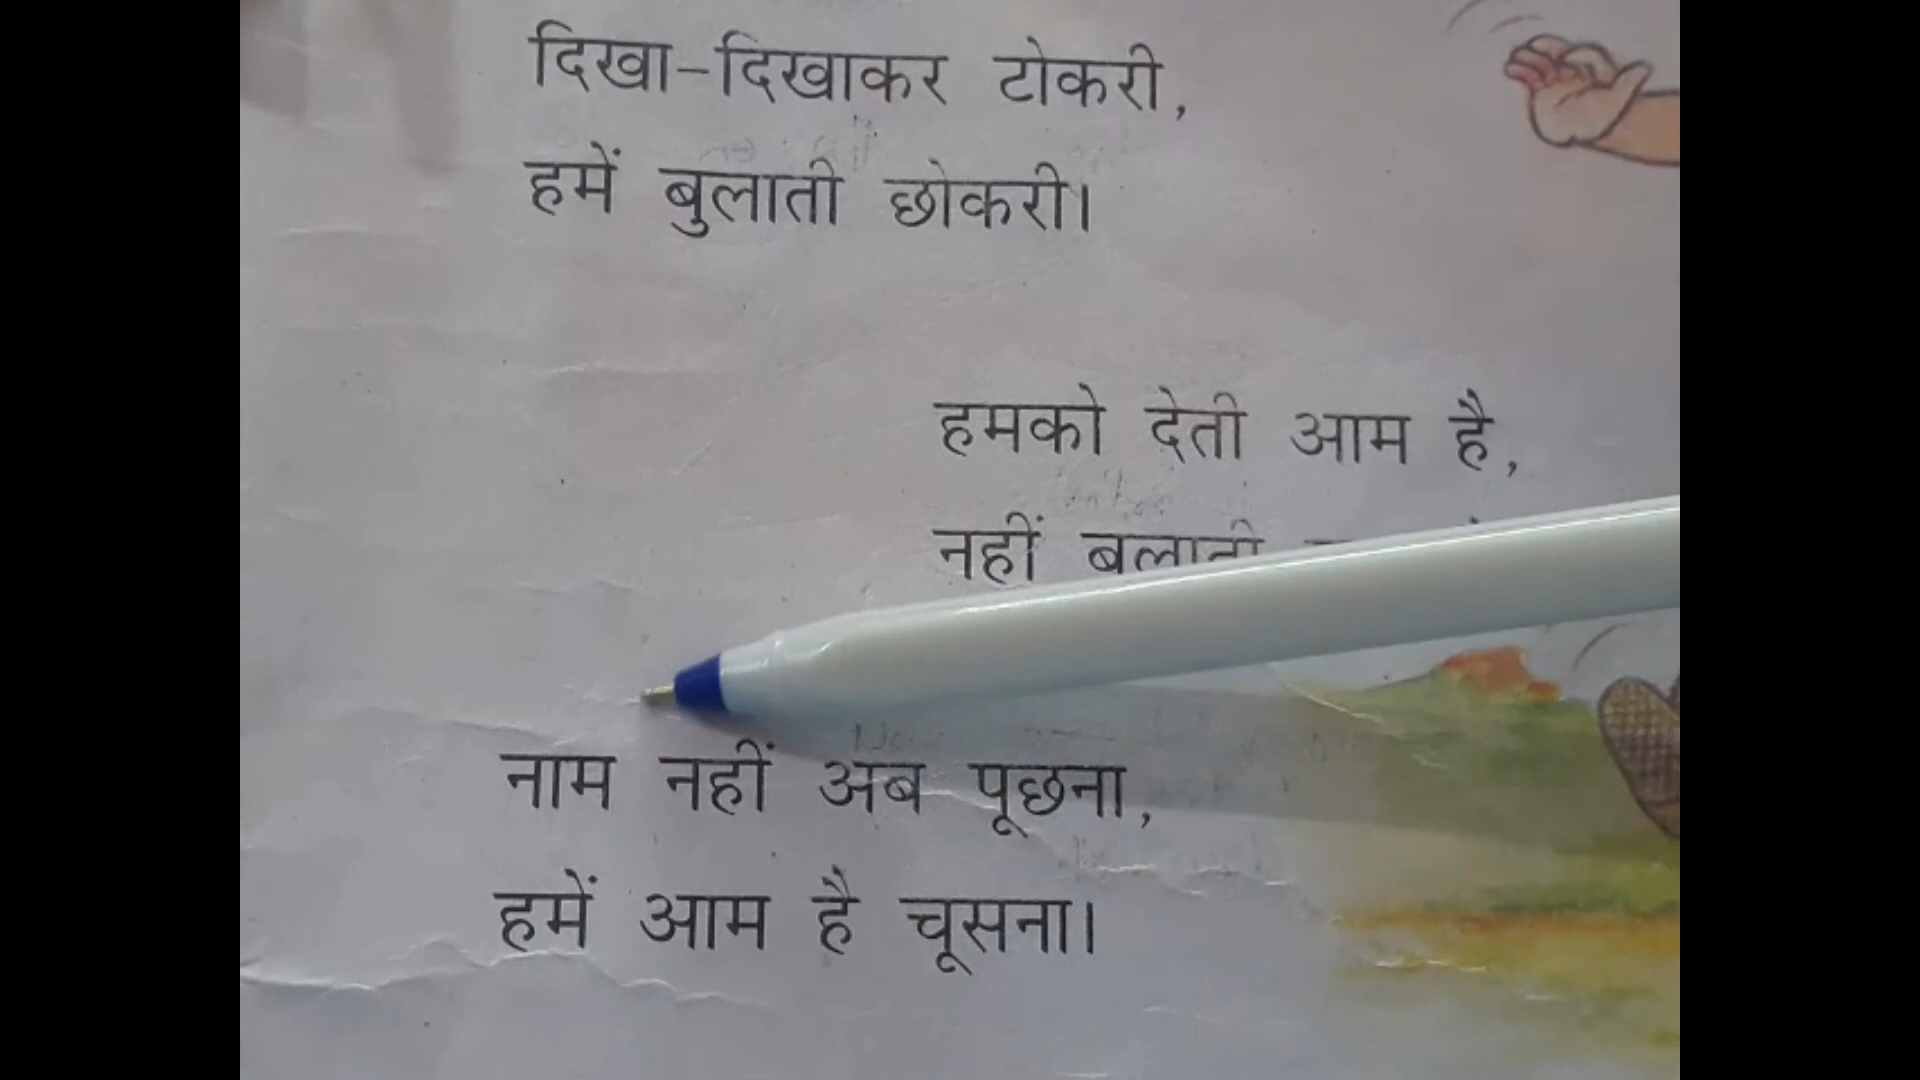 दिखा-दिखाकर टोकरी,
हमें बुलाती छोकरी।
हमको देती आम है,
नहीं
नाम नहीं अब पूछना,
हमें आम है चूसना।